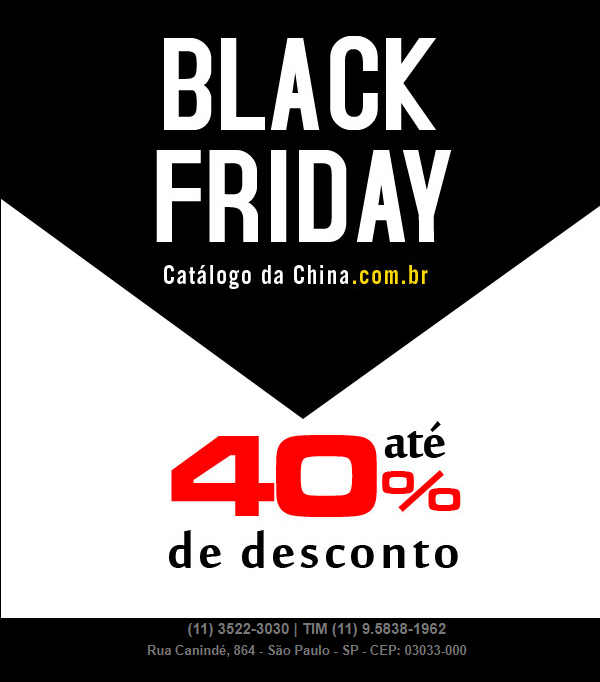 BLACK
FRIDAY
Catálogo da China.com.br
até
40%
de desconto
(11) 3522-3030 | TIM (11) 9.5838-1962
Rua Canindé, 864 - São Paulo - SP - CEP: 03033-000